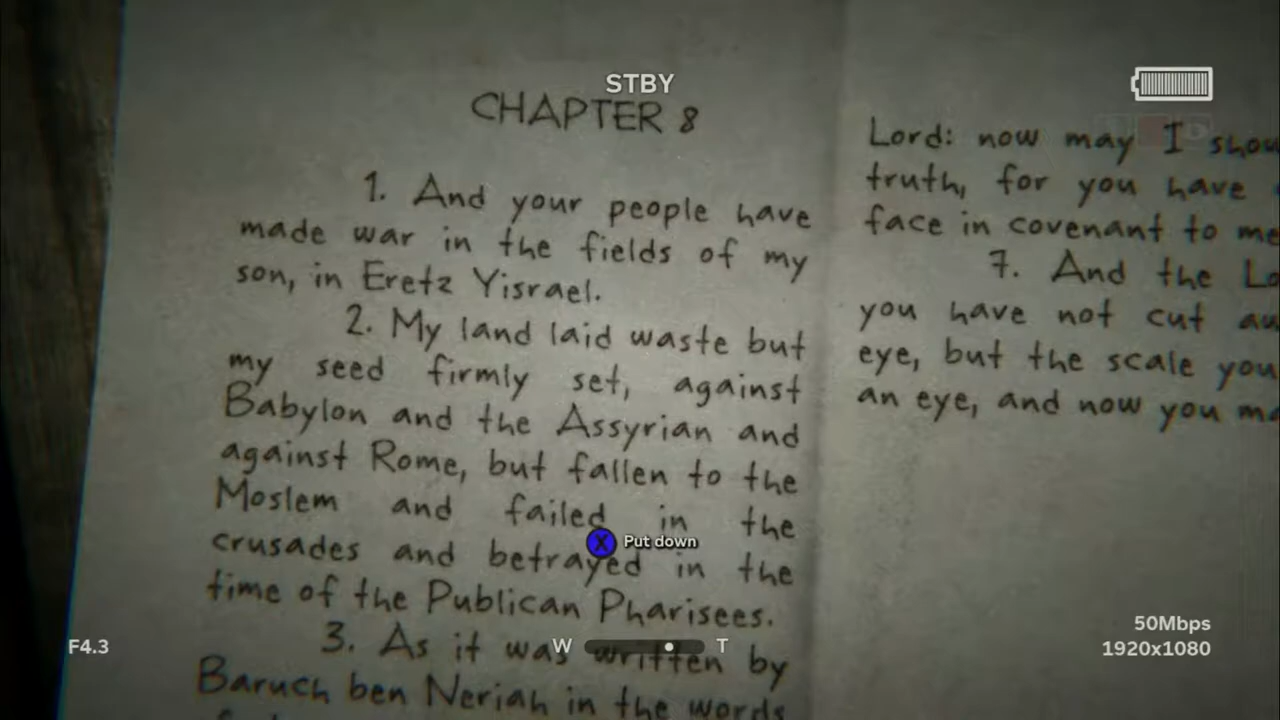 STBY
CHAPTER 8
1. And your people have
made war in the fields of my
son, in Eretz Yisrael.
2. My land laid waste but
my seed firmly set, against
Babylon and the Assyrian and
against Rome, but fallen to the
Moslem and failed in the
crusades and betrayed in the
time of the Publican Pharisees.
3. As it was written by
Baruch ben Neriah in the words
Lord: now may I
truth, for you have
face in covenant to me
7. And the
you have not cut
eye, but the scale you
an eye, and now you
X Put down
F4.3
W T
50Mbps
1920x1080